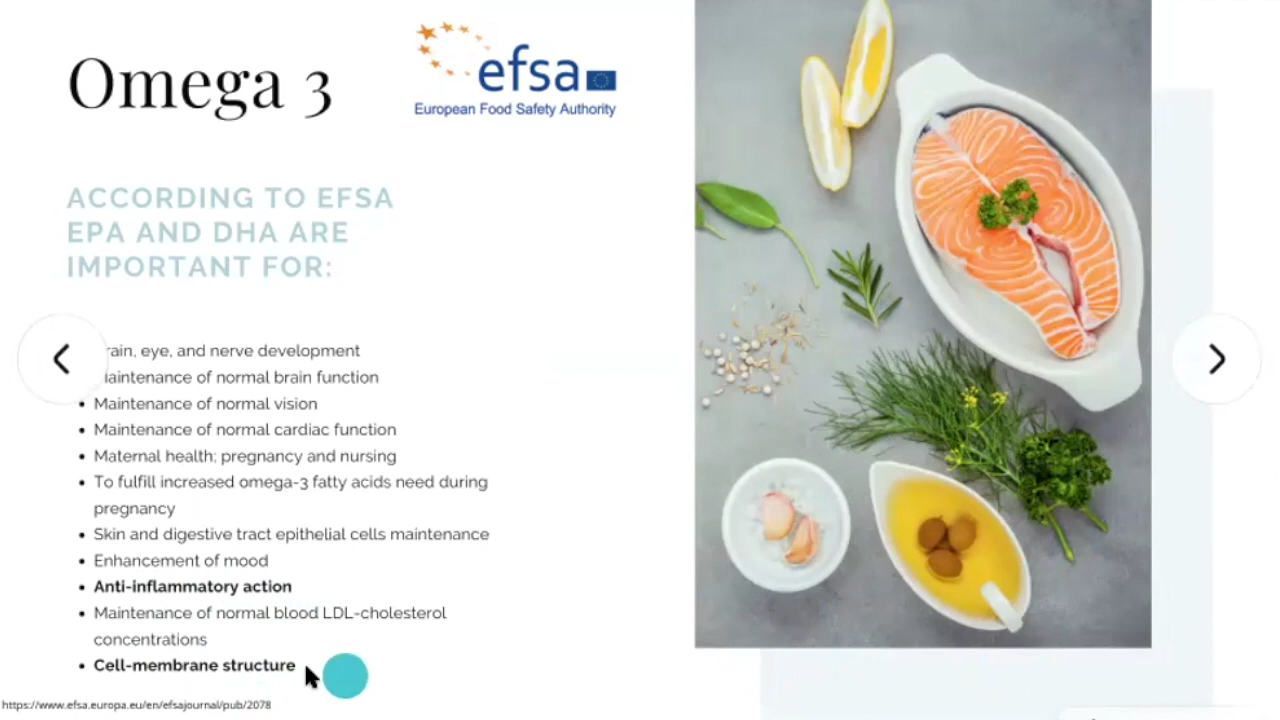 Omega 3
efsa
European Food Safety Authority
ACCORDING TO EFSA
EPA AND DHA ARE
IMPORTANT FOR:
rain, eye, and nerve development
aintenance of normal brain function
Maintenance of normal vision
Maintenance of normal cardiac function
Maternal health; pregnancy and nursing
To fulfill increased omega-3 fatty acids need during
pregnancy
Skin and digestive tract epithelial cells maintenance
Enhancement of mood
Anti-inflammatory action
Maintenance of normal blood LDL-cholesterol
concentrations
Cell-membrane structure
https://www.efsa.europa.eu/en/efsajournal/pub/2078